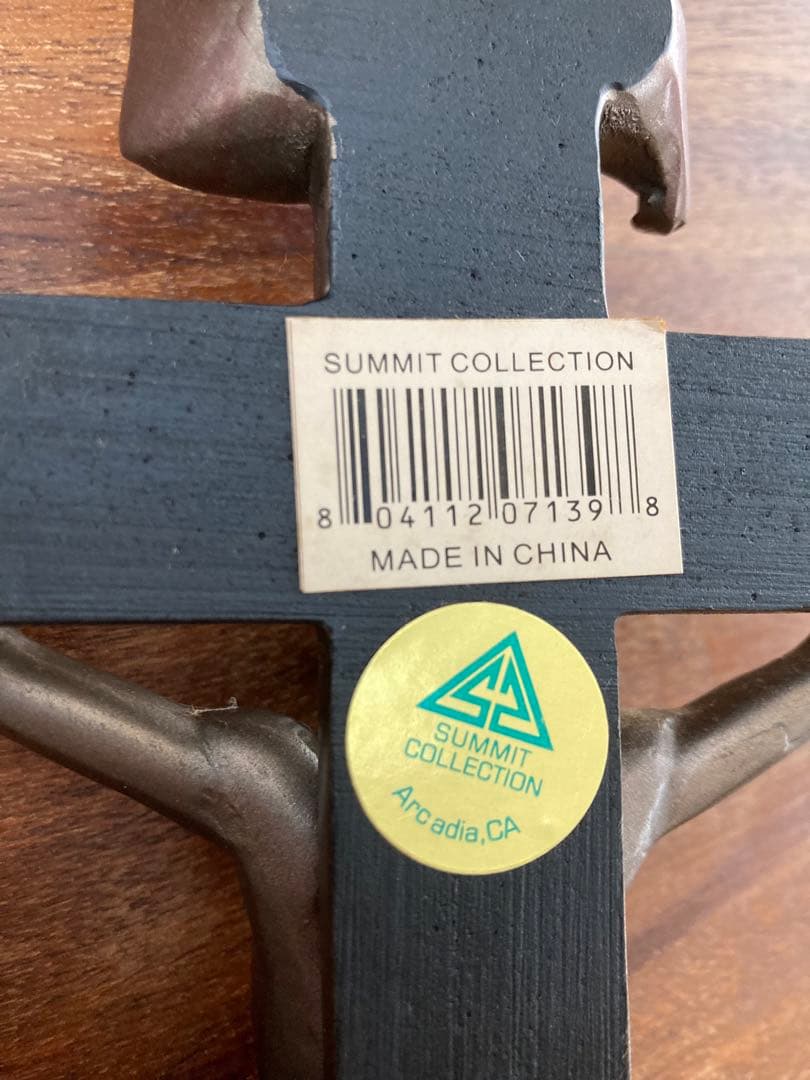 SUMMIT COLLECTION
8 04112 07139 8
MADE IN CHINA
SUMMIT
COLLECTION
Arcadia,CA